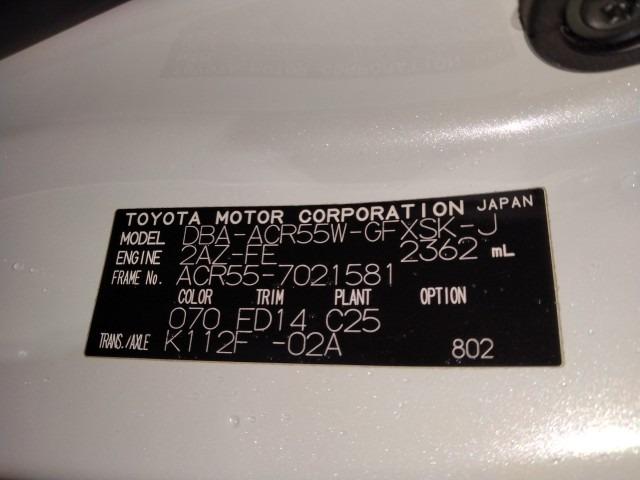 TOYOTA MOTOR CORPORATION JAPAN
MODEL DBA-ACR55W-GFXSK-J
ENGINE 2AZ-FE 2362 mL
FRAME No. ACR55-7021581
COLOR TRIM PLANT OPTION
070 ED14 C25
TRANS./AXLE K112F -02A 802